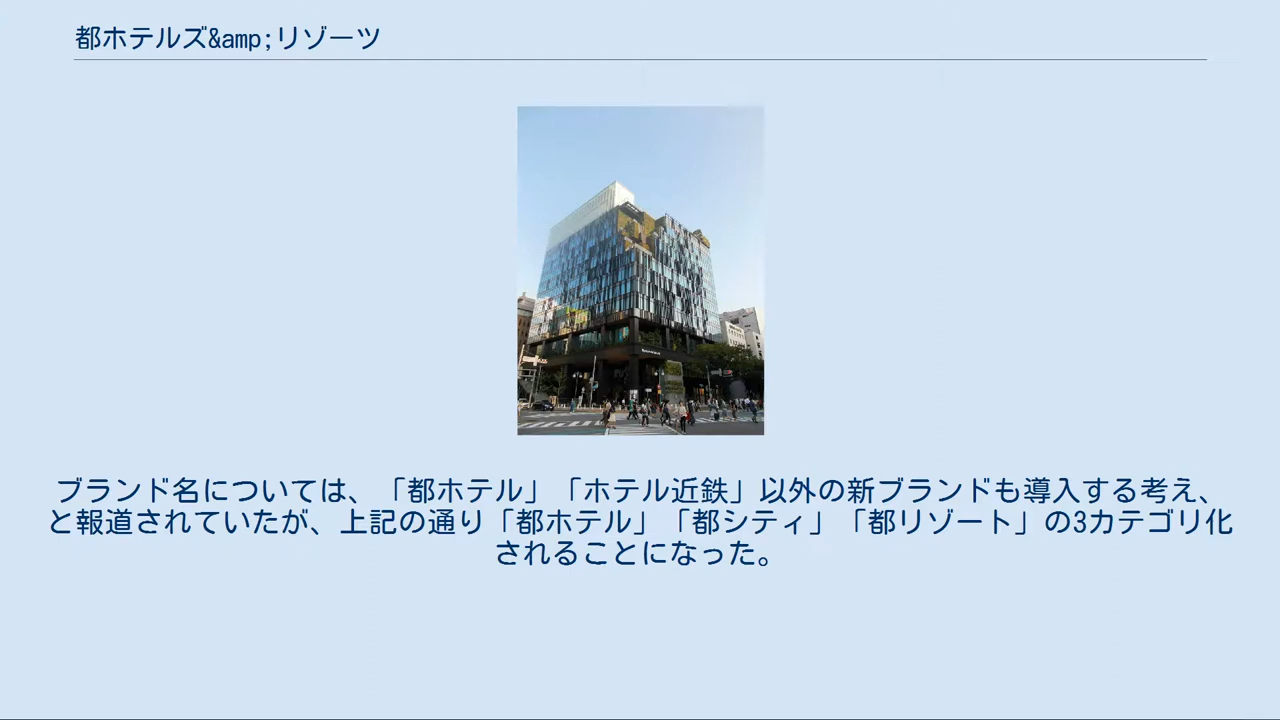 都ホテルズ&amp;リゾーツ
ブランド名については、「都ホテル」「ホテル近鉄」以外の新ブランドも導入する考え、
と報道されていたが、上記の通り「都ホテル」「都シティ」「都リゾート」の3カテゴリ化
されることになった。